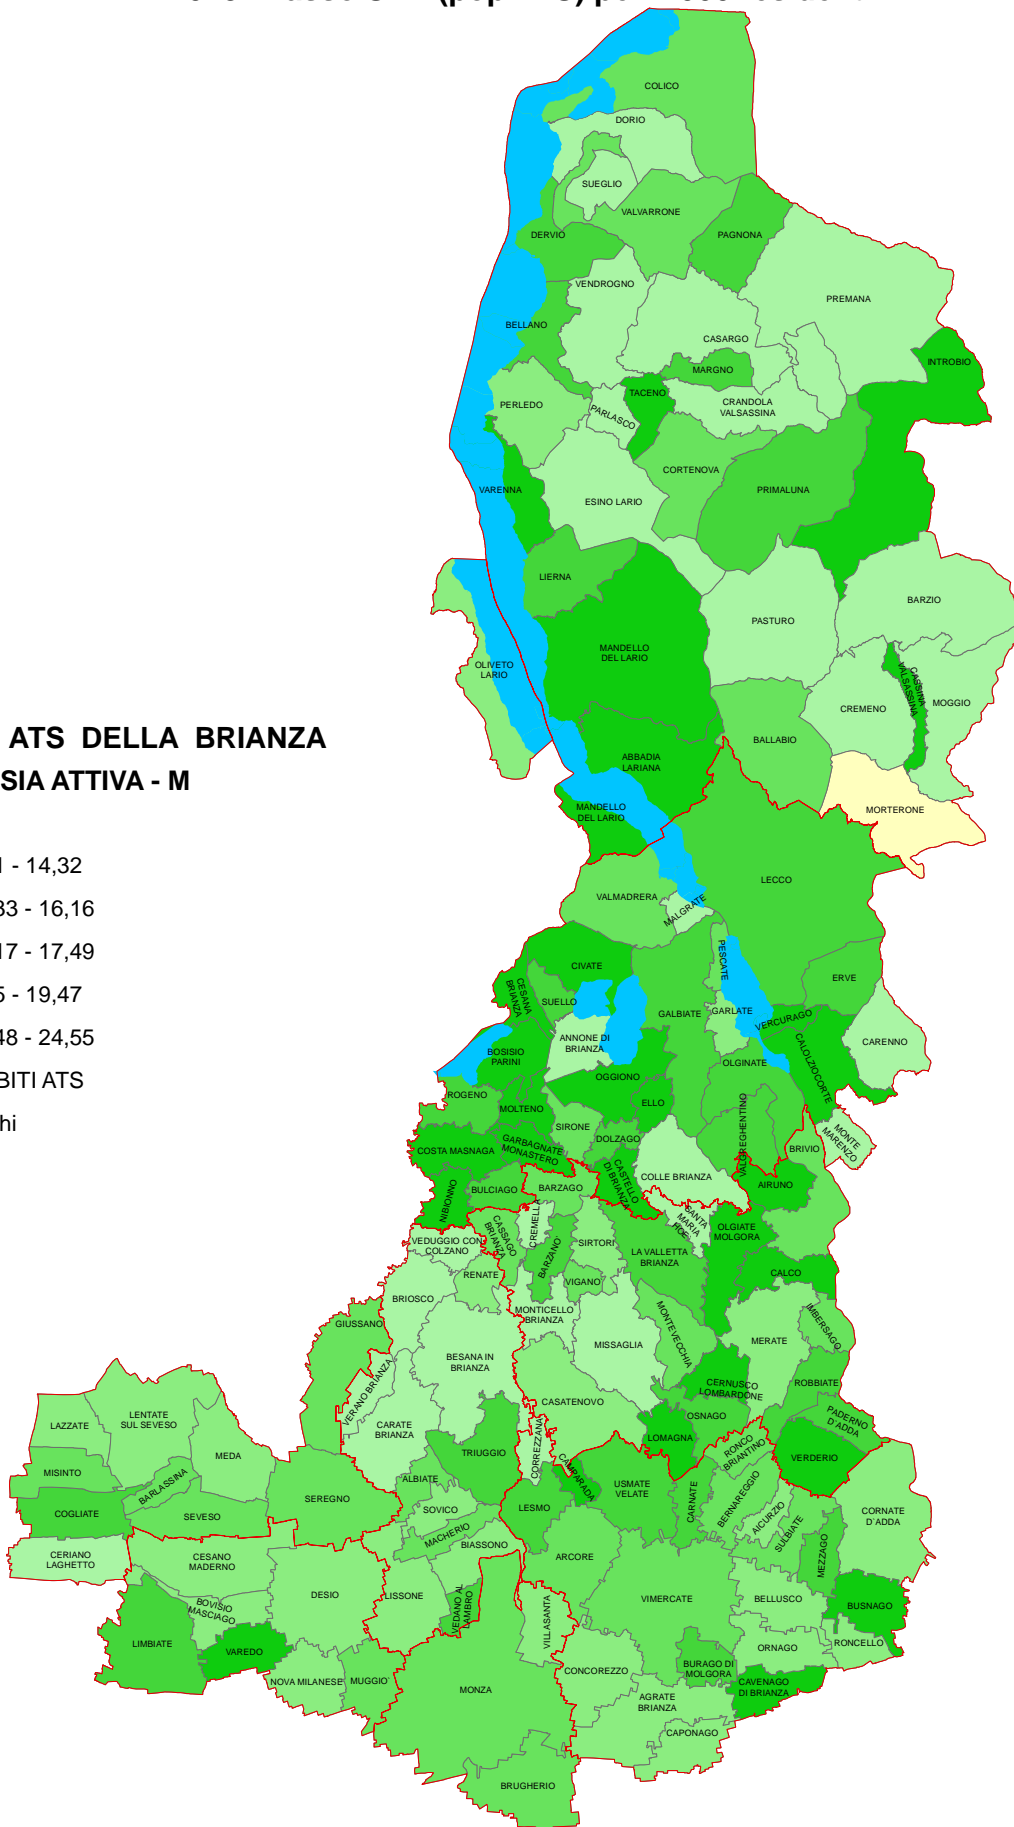 ATS DELLA BRIANZA
SIA ATTIVA - M
- 14,32
33 - 16,16
17 - 17,49
5 - 19,47
48 - 24,55
BITI ATS
hi
COLICO
DORIO
SUEGLIO
VALVARRONE
DERVIO
PAGNONA
VENDROGNO
PREMANA
BELLANO
CASARGO
INTROBIO
MARGNO
TACENO
PERLEDO
PARLASCO
CRANDOLA
VALSASSINA
CORTENOVA
VARENNA
ESINO LARIO
PRIMALUNA
LIERNA
BARZIO
PASTURO
MANDELLO
DEL LARIO
OLIVETO
LARIO
CASSINA
VALSASSINA
CREMENO
MOGGIO
BALLABIO
ABBADIA
LARIANA
MANDELLO
DEL LARIO
MORTERONE
LECCO
VALMADRERA
MALGRATE
PESCATE
CIVATE
CESANA
BRIANZA
SUELLO
ERVE
GALBIATE
GARLATE
VERCURAGO
ANNONE DI
BRIANZA
CARENNO
BOSISIO
PARINI
OLGINATE
CALOLZIOCORTE
OGGIONO
ROGENO
ELLO
MOLTENO
VALGREGHENTINO
SIRONE
DOLZAGO
MONTE
MARENZO
BRIVIO
COSTA MASNAGA
GARBAGNATE
MONASTERO
CASTELLO
DI BRIANZA
COLLE BRIANZA
AIRUNO
BULCIAGO
BARZAGO
NIBIONNO
CREMELLA
SANTA
MARIA
HOE'
OLGIATE
MOLGORA
CASSAGO
BRIANZA
VEDUGGIO CON
COLZANO
BARZANO'
SIRTORI
LA VALLETTA
BRIANZA
RENATE
CALCO
VIGANO
BRIOSCO
MONTICELLO
BRIANZA
IMBERSAGO
GIUSSANO
MONTEVECCHIA
MERATE
MISSAGLIA
BESANA IN
BRIANZA
VERANO BRIANZA
CERNUSCO
LOMBARDONE
ROBBIATE
CASATENOVO
LENTATE
SUL SEVESO
LAZZATE
OSNAGO
PADERNO
D'ADDA
CARATE
BRIANZA
LOMAGNA
CORREZZANA
TRIUGGIO
RONCO
BRIANTINO
MEDA
VERDERIO
MISINTO
CAMPARADA
ALBIATE
BARLASSINA
SEREGNO
USMATE
VELATE
BERNAREGGIO
LESMO
SOVICO
CARNATE
CORNATE
D'ADDA
COGLIATE
SEVESO
AICURZIO
SULBIATE
MACHERIO
BIASSONO
MEZZAGO
CERIANO
LAGHETTO
CESANO
MADERNO
ARCORE
DESIO
LISSONE
VEDANO AL
LAMBRO
VIMERCATE
BELLUSCO
BUSNAGO
BOVISIO
MASCIAGO
VILLASANTA
LIMBIATE
VAREDO
RONCELLO
ORNAGO
CONCOREZZO
BURAGO DI
MOLGORA
NOVA MILANESE
MUGGIO'
CAVENAGO
DI BRIANZA
MONZA
AGRATE
BRIANZA
CAPONAGO
BRUGHERIO